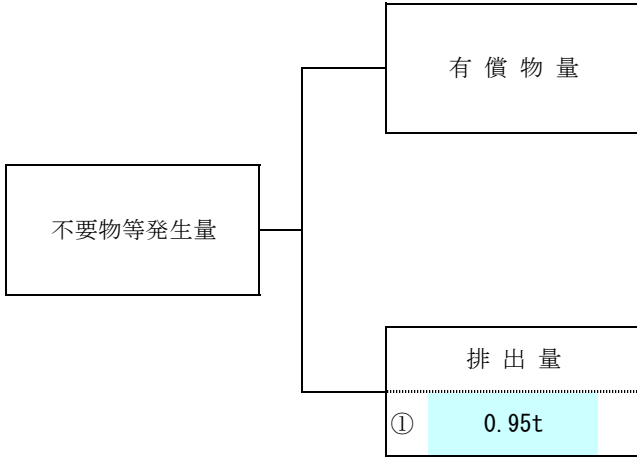 有 償 物 量
不要物等発生量
排 出 量
① 0.95t